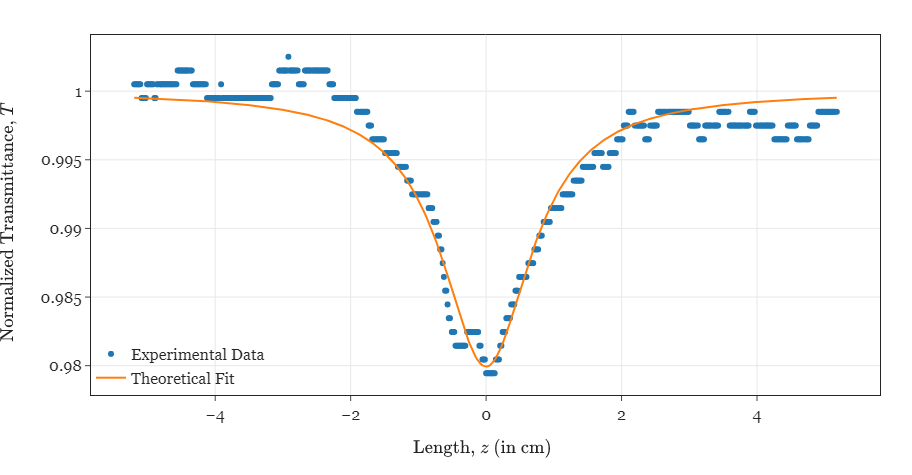 Normalized Transmittance, T
1
0.995
0.99
0.985
0.98
Experimental Data
Theoretical Fit
−4
−2
0
2
4
Length, z (in cm)